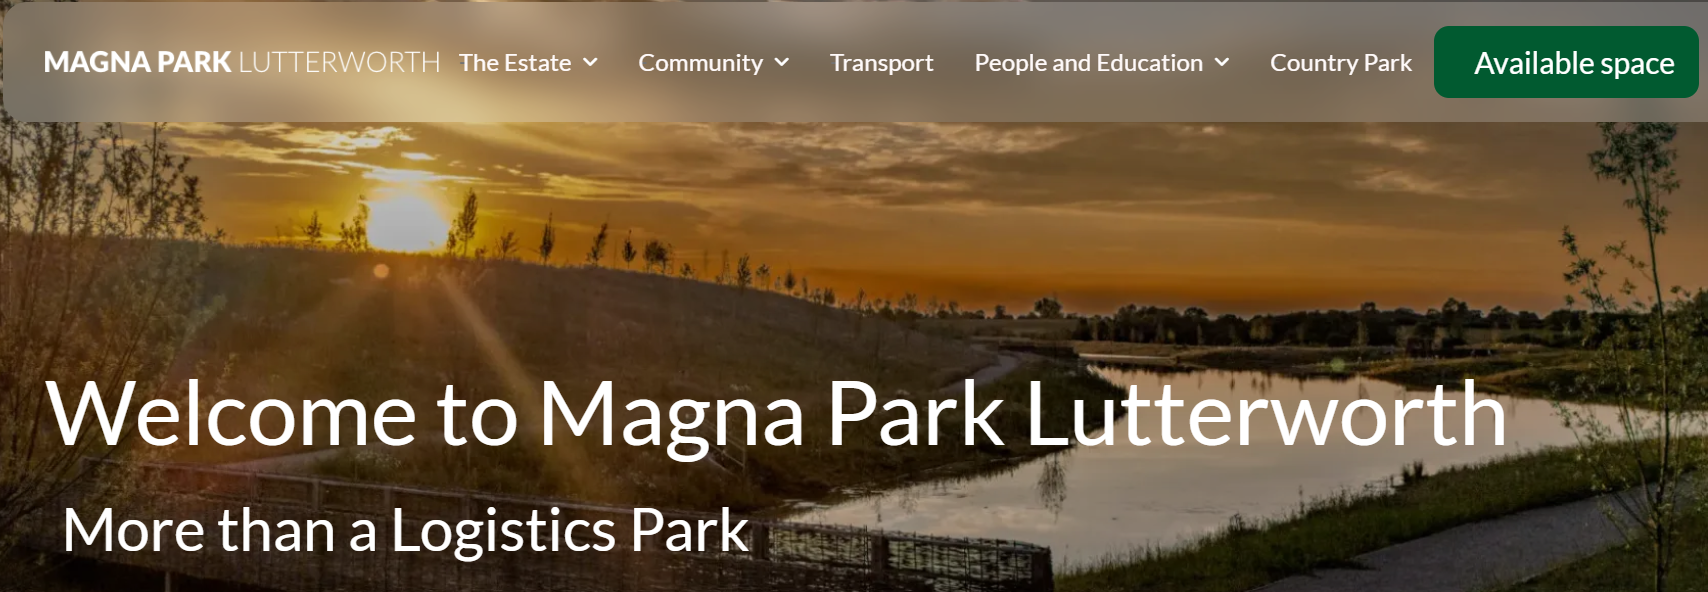 MAGNA PARK LUTTERWORTH The Estate Community Transport People and Education Country Park Available space
Welcome to Magna Park Lutterworth
More than a Logistics Park